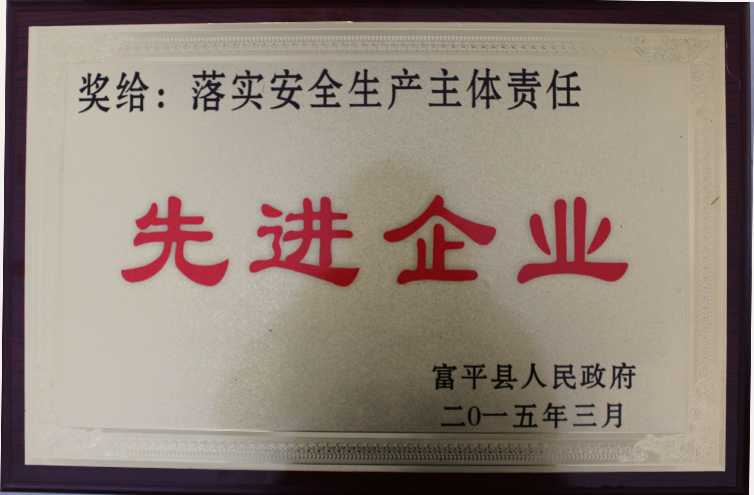 奖给：落实安全生产主体责任
先进企业
富平县人民政府
二0一五年三月